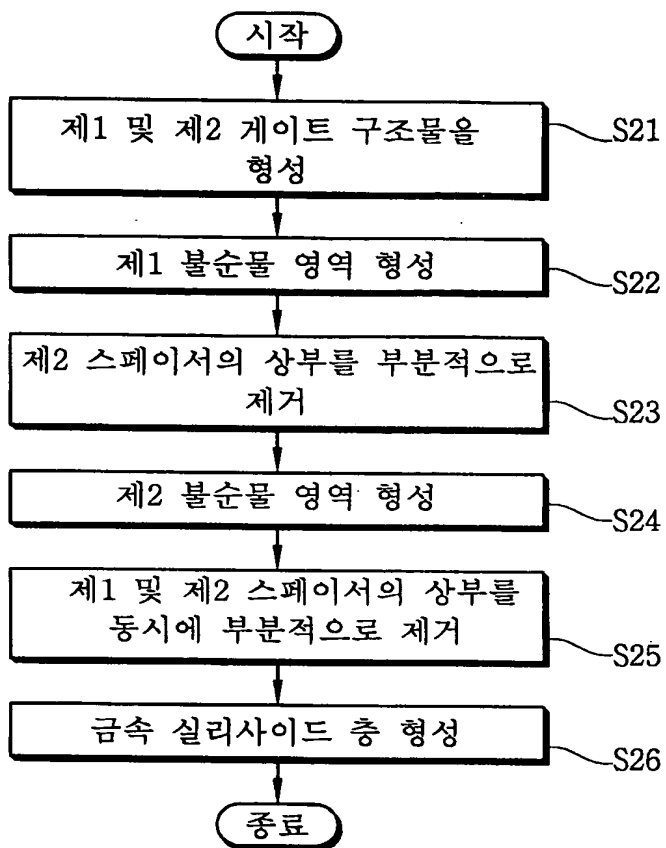 시작
제1 및 제2 게이트 구조물을
형성
S21
제1 불순물 영역 형성
S22
제2 스페이서의 상부를 부분적으로
제거
S23
제2 불순물 영역 형성
S24
제1 및 제2 스페이서의 상부를
동시에 부분적으로 제거
S25
금속 실리사이드 층 형성
S26
종료